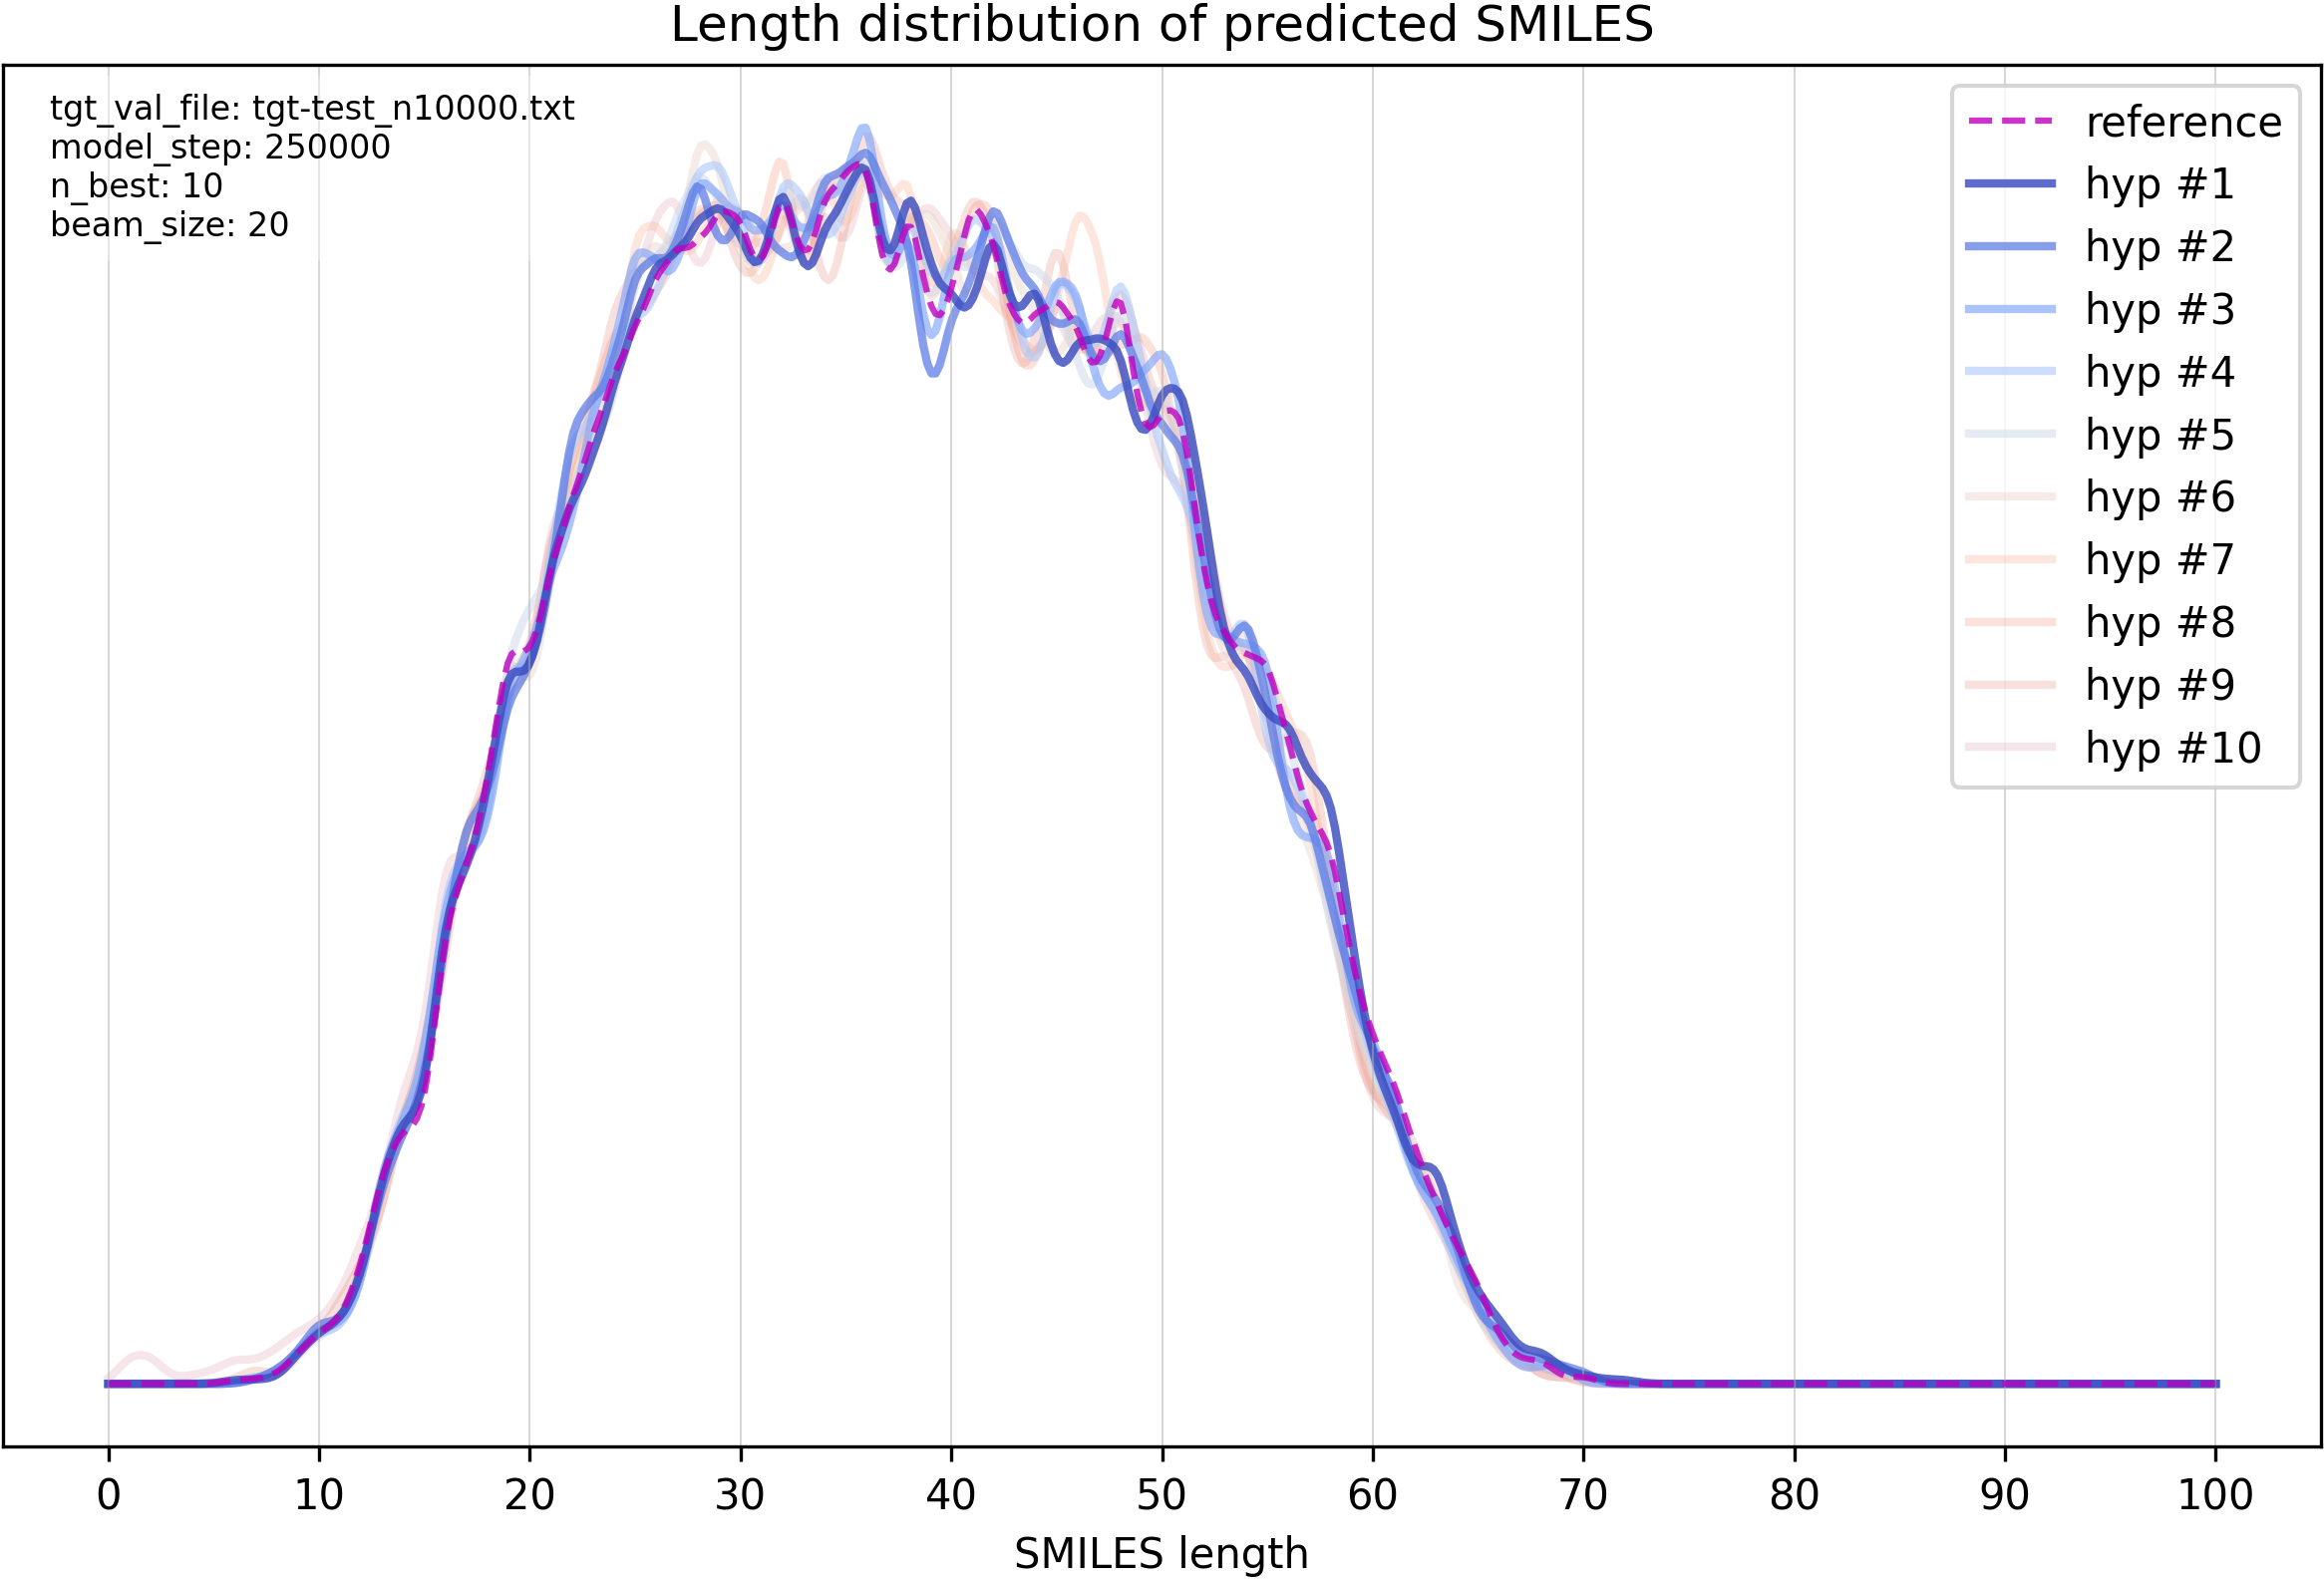 Length distribution of predicted SMILES
tgt_val_file: tgt-test_n10000.txt
model_step: 250000
n_best: 10
beam_size: 20
reference
hyp #1
hyp #2
hyp #3
hyp #4
hyp #5
hyp #6
hyp #7
hyp #8
hyp #9
hyp #10
0 10 20 30 40 50 60 70 80 90 100
SMILES length